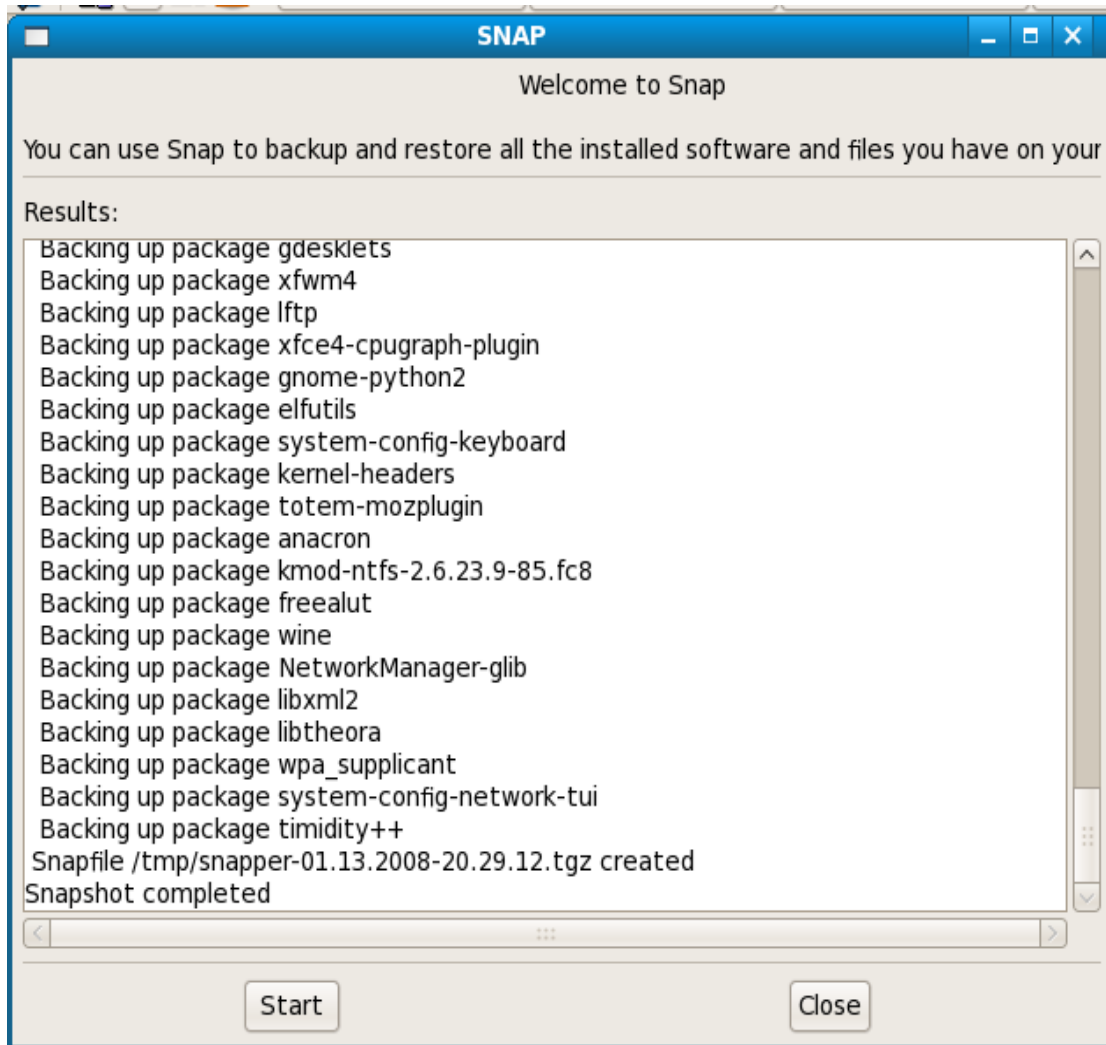 SNAP
Welcome to Snap
You can use Snap to backup and restore all the installed software and files you have on your
Results:
Backing up package gdesklets
Backing up package xfwm4
Backing up package lftp
Backing up package xfce4-cpugraph-plugin
Backing up package gnome-python2
Backing up package elfutils
Backing up package system-config-keyboard
Backing up package kernel-headers
Backing up package totem-mozplugin
Backing up package anacron
Backing up package kmod-ntfs-2.6.23.9-85.fc8
Backing up package freealut
Backing up package wine
Backing up package NetworkManager-glib
Backing up package libxml2
Backing up package libtheora
Backing up package wpa_supplicant
Backing up package system-config-network-tui
Backing up package timidity++
Snapfile /tmp/snapper-01.13.2008-20.29.12.tgz created
Snapshot completed
Start
Close